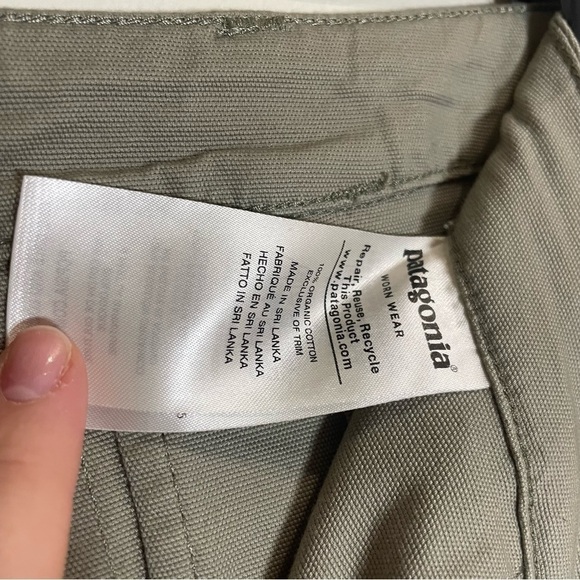 patagonia®
WORN WEAR
Repair, Reuse, Recycle
This Product
www.patagonia.com
100% ORGANIC COTTON
EXCLUSIVE OF TRIM
MADE IN SRI LANKA
FABRIQUÉ AU SRI LANKA
HECHO EN SRI LANKA
FATTO IN SRI LANKA
5